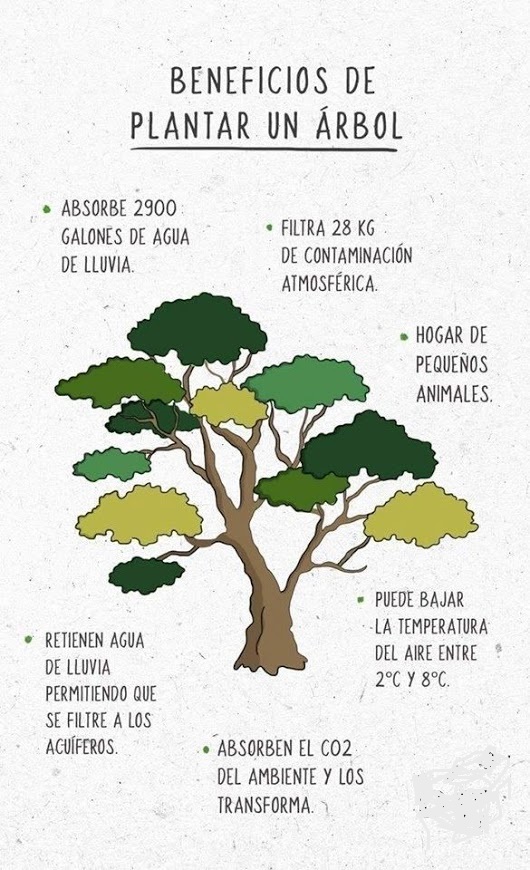 BENEFICIOS DE
PLANTAR UN ÁRBOL
ABSORBE 2900
GALONES DE AGUA
DE LLUVIA.
FILTRA 28 KG
DE CONTAMINACIÓN
ATMOSFÉRICA.
HOGAR DE
PEQUEÑOS
ANIMALES.
PUEDE BAJAR
LA TEMPERATURA
DEL AIRE ENTRE
2°C Y 8°C.
RETIENEN AGUA
DE LLUVIA
PERMITIENDO QUE
SE FILTRE A LOS
ACUÍFEROS.
ABSORBEN EL CO2
DEL AMBIENTE Y LOS
TRANSFORMA.